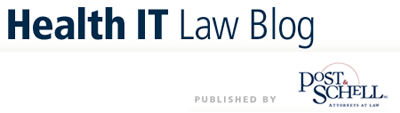 Health IT Law Blog
PUBLISHED BY
POST &
SCHELL
ATTORNEYS AT LAW